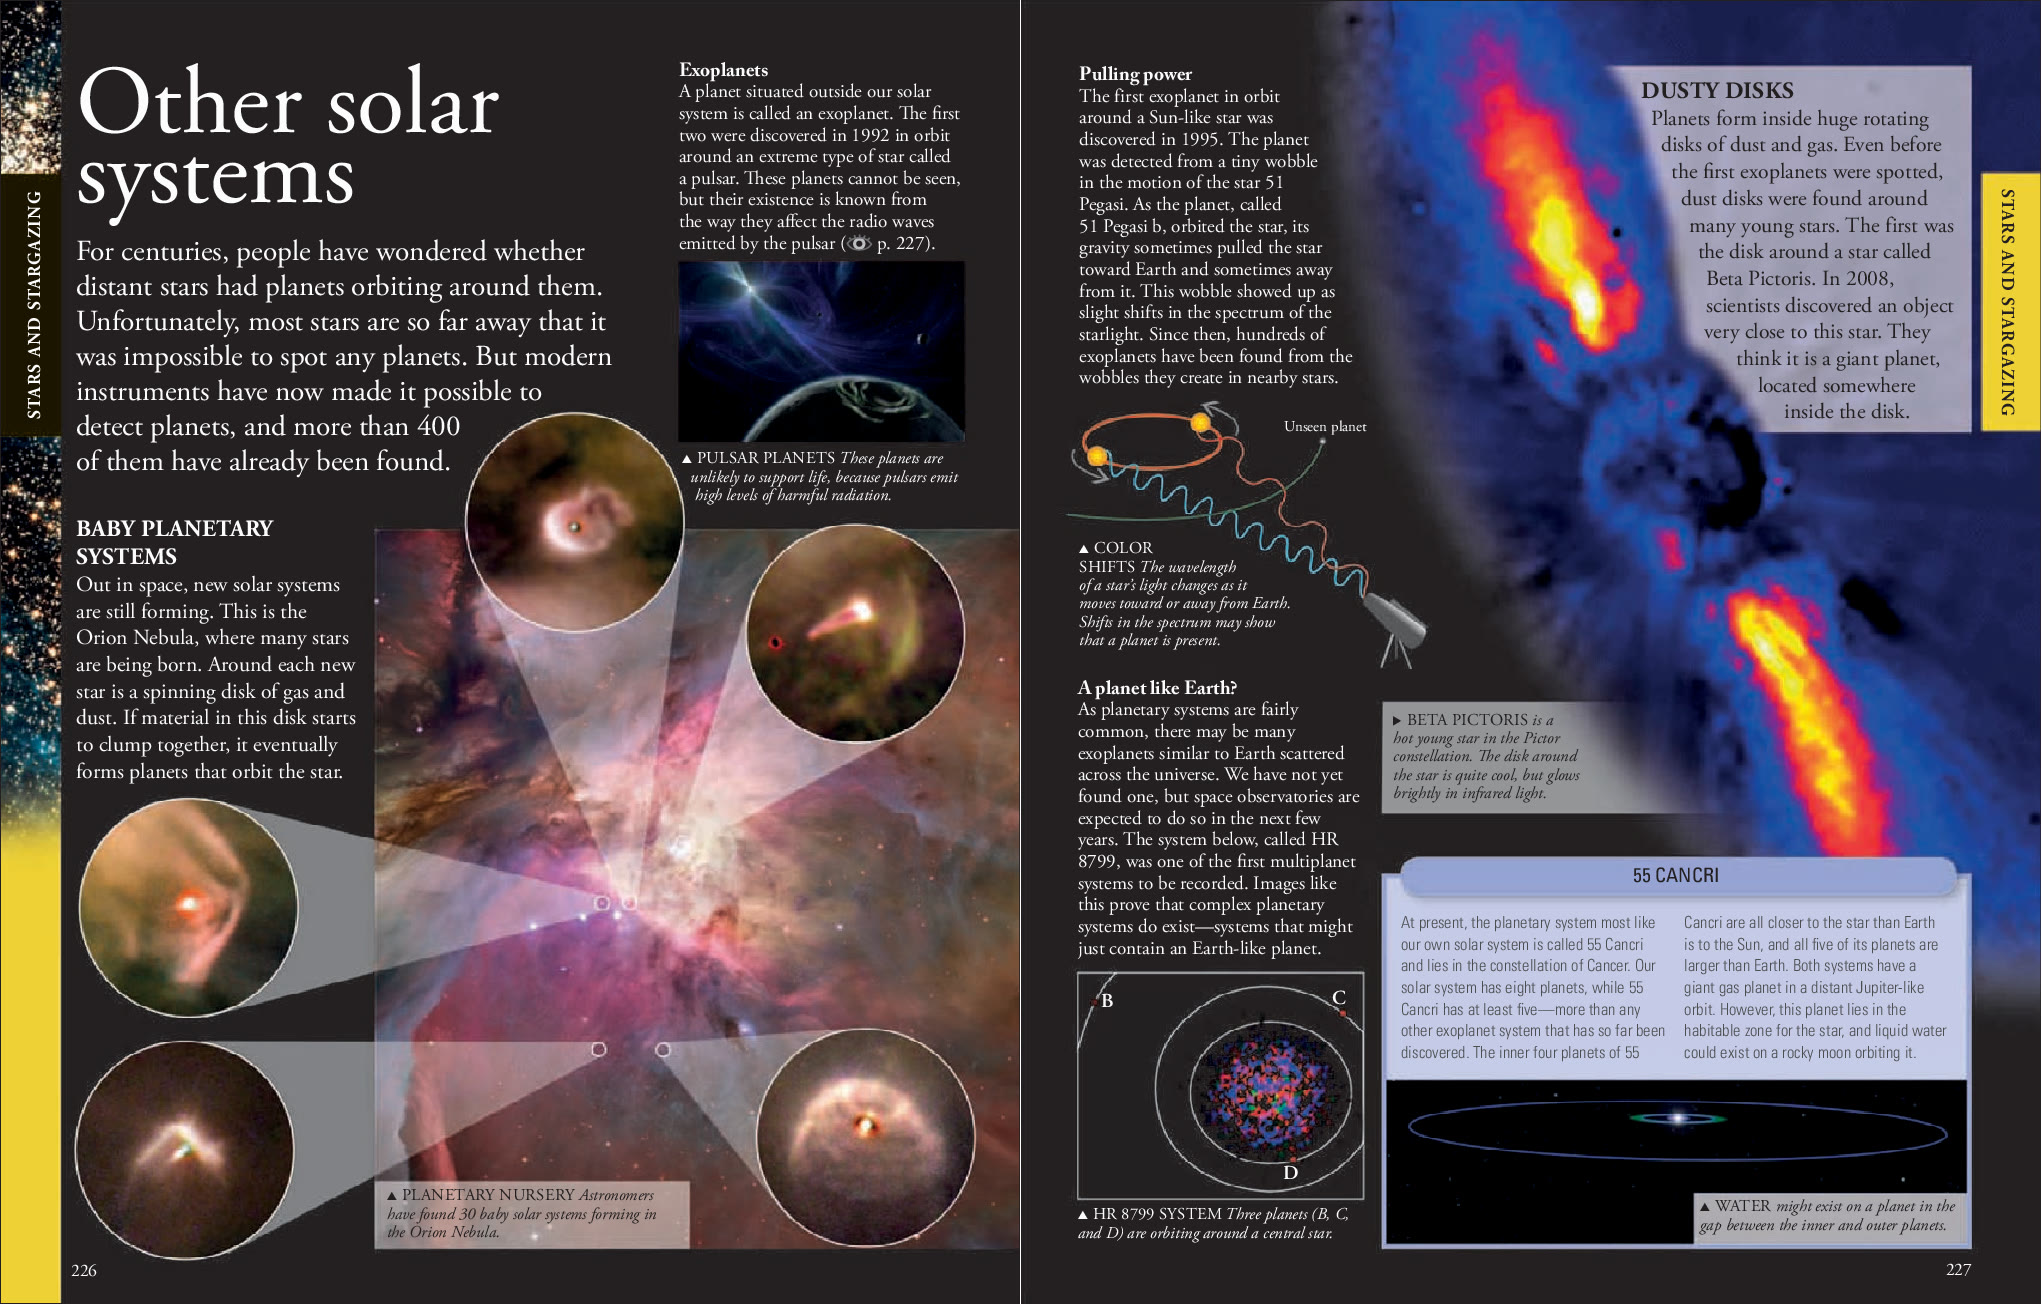 STARS AND STARGAZING
Other solar
systems
For centuries, people have wondered whether
distant stars had planets orbiting around them.
Unfortunately, most stars are so far away that it
was impossible to spot any planets. But modern
instruments have now made it possible to
detect planets, and more than 400
of them have already been found.
BABY PLANETARY
SYSTEMS
Out in space, new solar systems
are still forming. This is the
Orion Nebula, where many stars
are being born. Around each new
star is a spinning disk of gas and
dust. If material in this disk starts
to clump together, it eventually
forms planets that orbit the star.
Exoplanets
A planet situated outside our solar
system is called an exoplanet. The first
two were discovered in 1992 in orbit
around an extreme type of star called
a pulsar. These planets cannot be seen,
but their existence is known from
the way they affect the radio waves
emitted by the pulsar ( p. 227).
▲ PULSAR PLANETS These planets are
unlikely to support life, because pulsars emit
high levels of harmful radiation.
▲ PLANETARY NURSERY Astronomers
have found 30 baby solar systems forming in
the Orion Nebula.
226
Pulling power
The first exoplanet in orbit
around a Sun-like star was
discovered in 1995. The planet
was detected from a tiny wobble
in the motion of the star 51
Pegasi. As the planet, called
51 Pegasi b, orbited the star, its
gravity sometimes pulled the star
toward Earth and sometimes away
from it. This wobble showed up as
slight shifts in the spectrum of the
starlight. Since then, hundreds of
exoplanets have been found from the
wobbles they create in nearby stars.
Unseen planet
▲ COLOR
SHIFTS The wavelength
of a star's light changes as it
moves toward or away from Earth.
Shifts in the spectrum may show
that a planet is present.
A planet like Earth?
As planetary systems are fairly
common, there may be many
exoplanets similar to Earth scattered
across the universe. We have not yet
found one, but space observatories are
expected to do so in the next few
years. The system below, called HR
8799, was one of the first multiplanet
systems to be recorded. Images like
this prove that complex planetary
systems do exist—systems that might
just contain an Earth-like planet.
B
C
D
▲ HR 8799 SYSTEM Three planets (B, C,
and D) are orbiting around a central star.
DUSTY DISKS
Planets form inside huge rotating
disks of dust and gas. Even before
the first exoplanets were spotted,
dust disks were found around
many young stars. The first was
the disk around a star called
Beta Pictoris. In 2008,
scientists discovered an object
very close to this star. They
think it is a giant planet,
located somewhere
inside the disk.
▶ BETA PICTORIS is a
hot young star in the Pictor
constellation. The disk around
the star is quite cool, but glows
brightly in infrared light.
55 CANCRI
At present, the planetary system most like
our own solar system is called 55 Cancri
and lies in the constellation of Cancer. Our
solar system has eight planets, while 55
Cancri has at least five—more than any
other exoplanet system that has so far been
discovered. The inner four planets of 55
Cancri are all closer to the star than Earth
is to the Sun, and all five of its planets are
larger than Earth. Both systems have a
giant gas planet in a distant Jupiter-like
orbit. However, this planet lies in the
habitable zone for the star, and liquid water
could exist on a rocky moon orbiting it.
▲ WATER might exist on a planet in the
gap between the inner and outer planets.
STARS AND STARGAZING
227